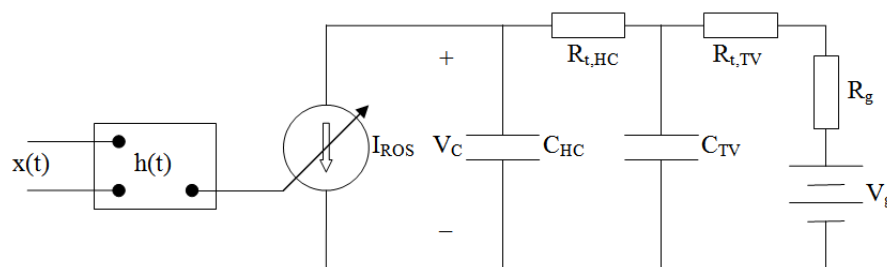 x(t)
h(t)
I_ROS
+
V_C
−
C_HC
R_t,HC
C_TV
R_t,TV
R_g
V_g